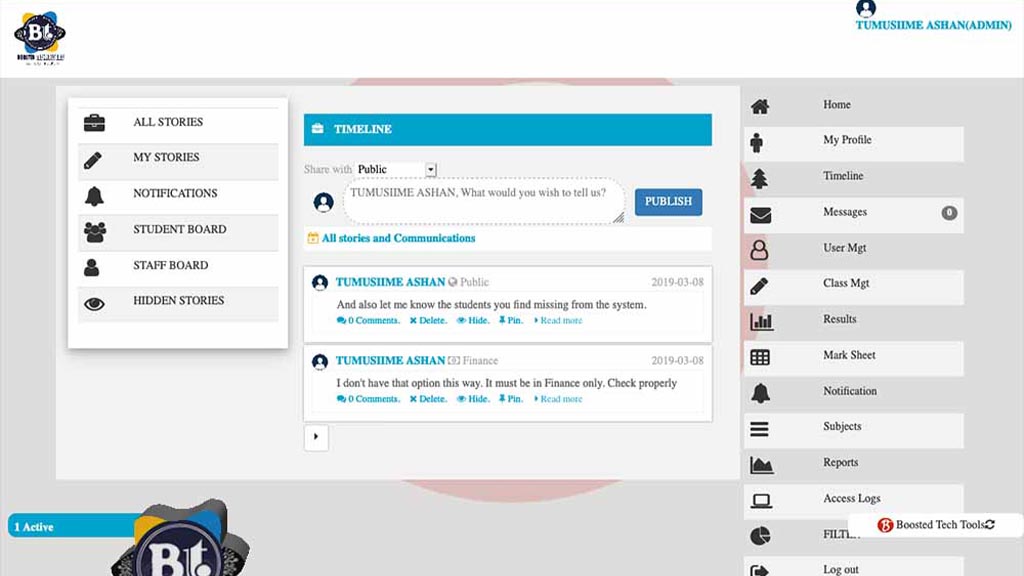 Bt
TUMUSIIME ASHAN(ADMIN)
ALL STORIES
MY STORIES
NOTIFICATIONS
STUDENT BOARD
STAFF BOARD
HIDDEN STORIES
TIMELINE
Share with Public
TUMUSIIME ASHAN, What would you wish to tell us?
PUBLISH
All stories and Communications
TUMUSIIME ASHAN Public 2019-03-08
And also let me know the students you find missing from the system.
0 Comments. Delete. Hide. Pin. Read more
TUMUSIIME ASHAN Finance 2019-03-08
I don't have that option this way. It must be in Finance only. Check properly
0 Comments. Delete. Hide. Pin. Read more
Home
My Profile
Timeline
Messages 0
User Mgt
Class Mgt
Results
Mark Sheet
Notification
Subjects
Reports
Access Logs
Boosted Tech Tools
Log out
1 Active
Bt